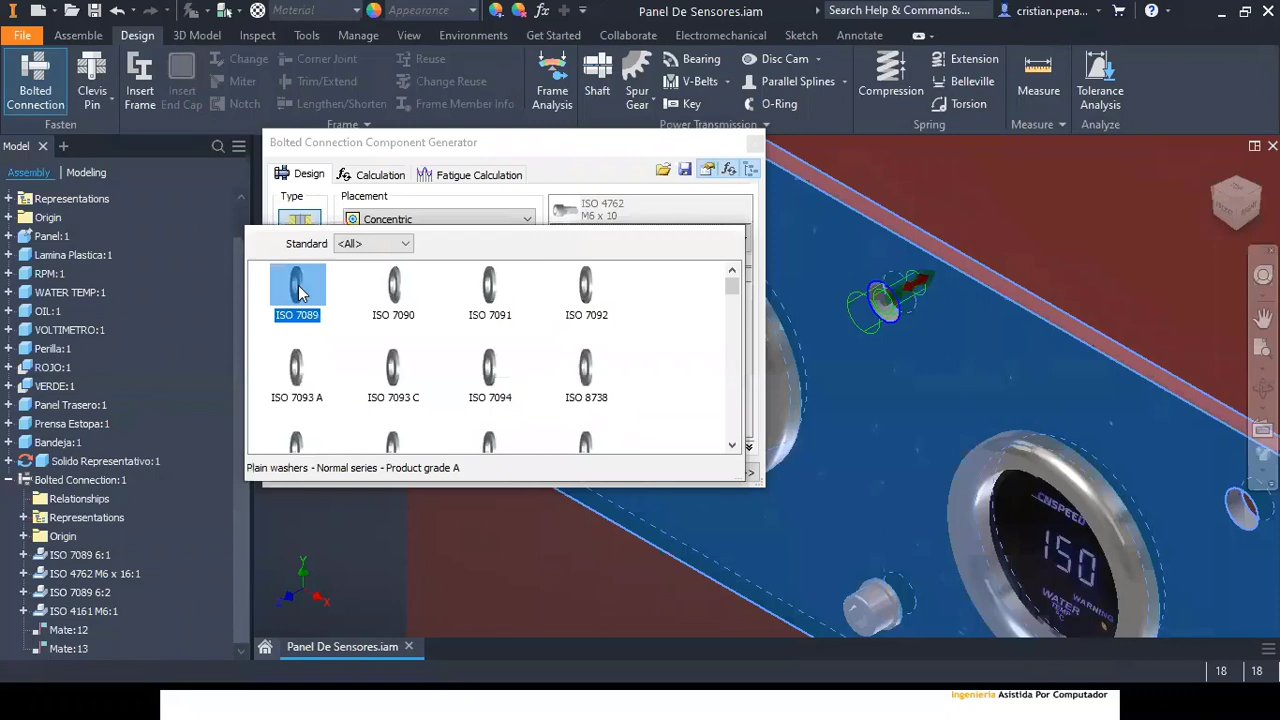 Material
Appearance
Panel De Sensores.iam
Search Help & Commands...
cristian.pena...
File
Assemble
Design
3D Model
Inspect
Tools
Manage
View
Environments
Get Started
Collaborate
Electromechanical
Sketch
Annotate
Bolted
Connection
Clevis
Pin
Insert
Frame
Insert
End Cap
Change
Miter
Notch
Corner Joint
Trim/Extend
Lengthen/Shorten
Reuse
Change Reuse
Frame Member Info
Frame
Analysis
Shaft
Spur
Gear
Bearing
V-Belts
Key
Disc Cam
Parallel Splines
O-Ring
Compression
Extension
Belleville
Torsion
Measure
Tolerance
Analysis
Fasten
Frame
Power Transmission
Spring
Measure
Analyze
Model
Assembly
Modeling
Representations
Origin
Panel:1
Lamina Plastica:1
RPM:1
WATER TEMP:1
OIL:1
VOLTIMETRO:1
Perilla:1
ROJO:1
VERDE:1
Panel Trasero:1
Prensa Estopa:1
Bandeja:1
Solido Representativo:1
Bolted Connection:1
Relationships
Representations
Origin
ISO 7089 6:1
ISO 4762 M6 x 16:1
ISO 7089 6:2
ISO 4161 M6:1
Mate:12
Mate:13
Bolted Connection Component Generator
Design
Calculation
Fatigue Calculation
Type
Placement
Concentric
ISO 4762
M6 x 10
Standard
<All>
ISO 7089
ISO 7090
ISO 7091
ISO 7092
ISO 7093 A
ISO 7093 C
ISO 7094
ISO 8738
Plain washers - Normal series - Product grade A
>>
CNSPEED
150
WATER
TEMP
WARNING
Y
X
Z
Panel De Sensores.iam
18
18
Ingeniería Asistida Por Computador